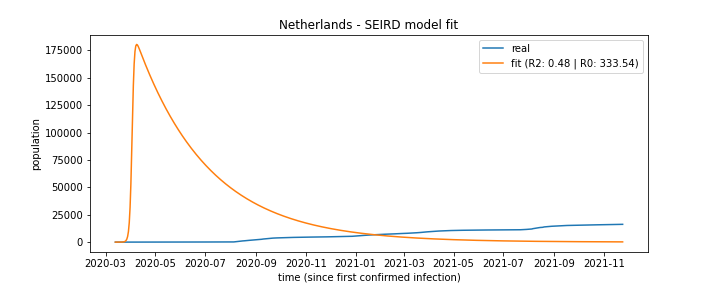 Netherlands - SEIRD model fit
real
fit (R2: 0.48 | R0: 333.54)
population
175000
150000
125000
100000
75000
50000
25000
0
2020-03 2020-05 2020-07 2020-09 2020-11 2021-01 2021-03 2021-05 2021-07 2021-09 2021-11
time (since first confirmed infection)